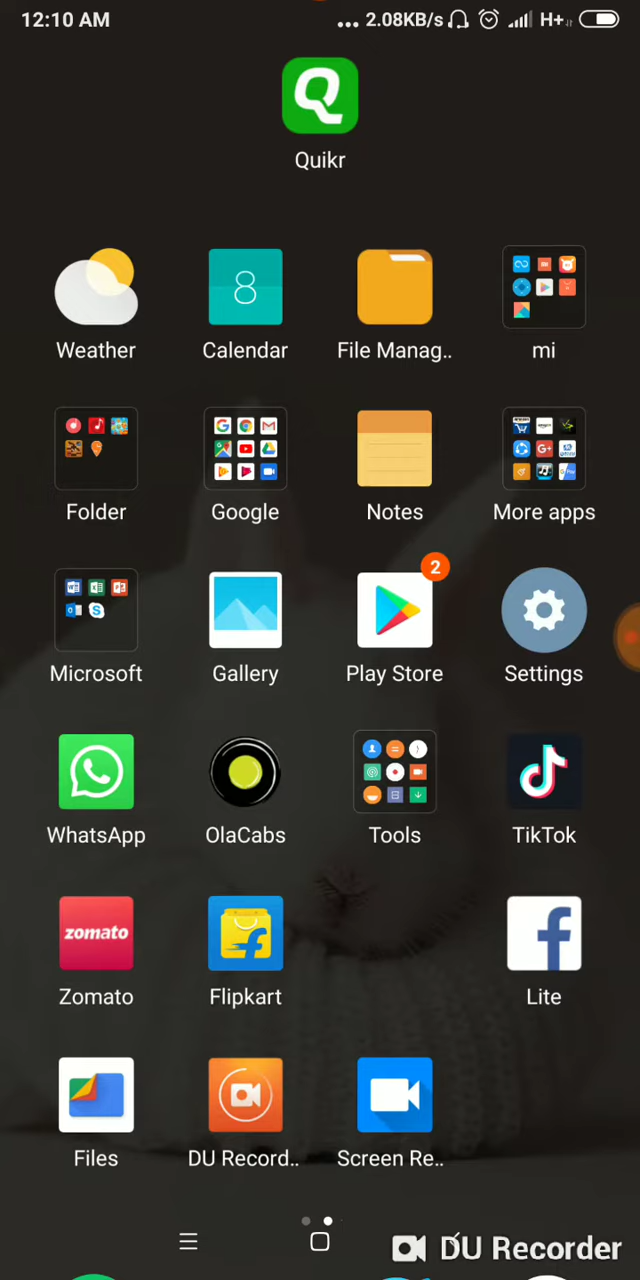 12:10 AM ... 2.08KB/s H+
Q
Quikr
8
Weather Calendar File Manag.. mi
Folder Google Notes More apps
2
Microsoft Gallery Play Store Settings
WhatsApp OlaCabs Tools TikTok
zomato
Zomato Flipkart Lite
Files DU Record.. Screen Re..
DU Recorder